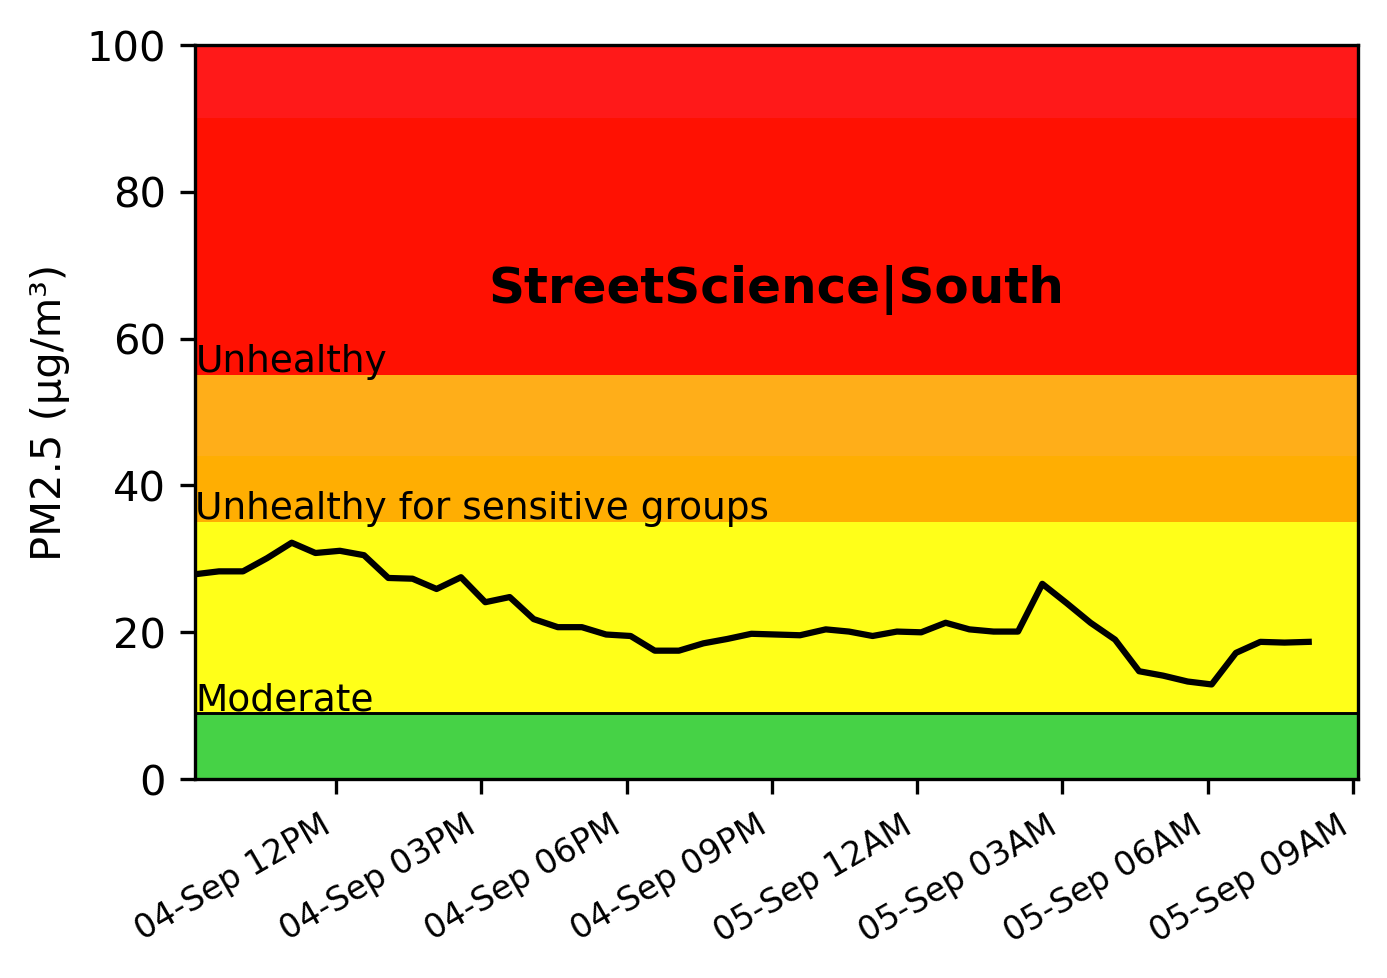 100
80
60
40
20
0
PM2.5 (μg/m³)
StreetScience|South
Unhealthy
Unhealthy for sensitive groups
Moderate
04-Sep 12PM
04-Sep 03PM
04-Sep 06PM
04-Sep 09PM
05-Sep 12AM
05-Sep 03AM
05-Sep 06AM
05-Sep 09AM